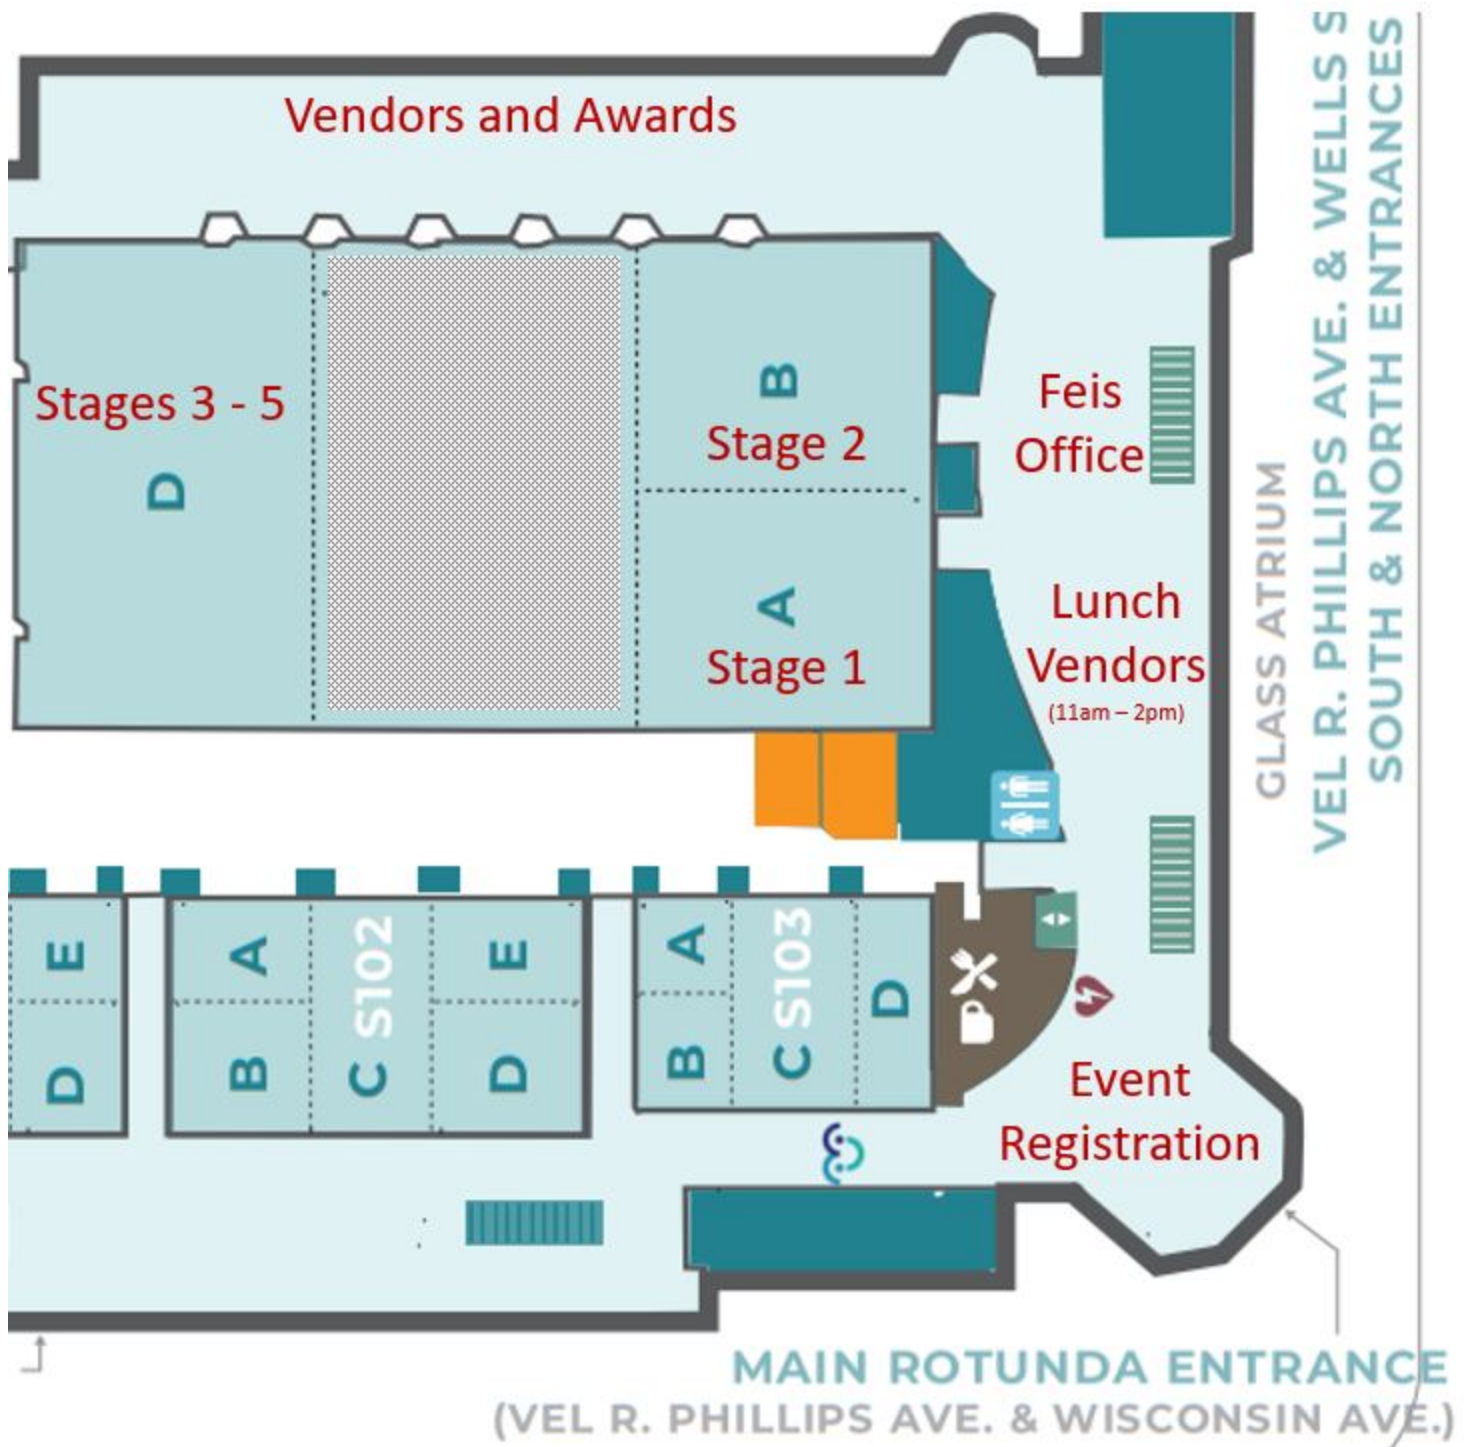 Vendors and Awards
Stages 3 - 5
D
B
Stage 2
A
Stage 1
Feis
Office
Lunch
Vendors
(11am – 2pm)
GLASS ATRIUM
VEL R. PHILLIPS AVE. & WELLS S
SOUTH & NORTH ENTRANCES
E
D
A
B
S102
C
E
D
A
B
S103
C
D
Event
Registration
MAIN ROTUNDA ENTRANCE
(VEL R. PHILLIPS AVE. & WISCONSIN AVE.)